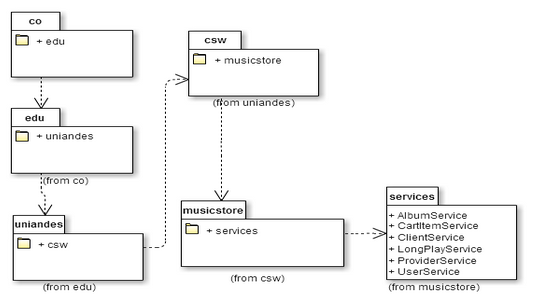 co
+ edu
edu
+ uniandes
(from co)
uniandes
+ csw
(from edu)
csw
+ musicstore
(from uniandes)
musicstore
+ services
(from csw)
services
+ AlbumService
+ CartItemService
+ ClientService
+ LongPlayService
+ ProviderService
+ UserService
(from musicstore)